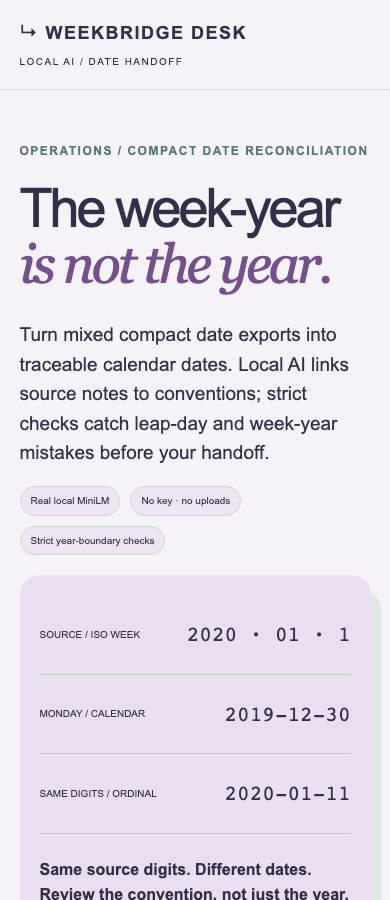 ↳ WEEKBRIDGE DESK
LOCAL AI / DATE HANDOFF
OPERATIONS / COMPACT DATE RECONCILIATION
The week-year
is not the year.
Turn mixed compact date exports into
traceable calendar dates. Local AI links
source notes to conventions; strict
checks catch leap-day and week-year
mistakes before your handoff.
Real local MiniLM
No key · no uploads
Strict year-boundary checks
SOURCE / ISO WEEK 2020 · 01 · 1
MONDAY / CALENDAR 2019–12–30
SAME DIGITS / ORDINAL 2020–01–11
Same source digits. Different dates.
Review the convention, not just the year.